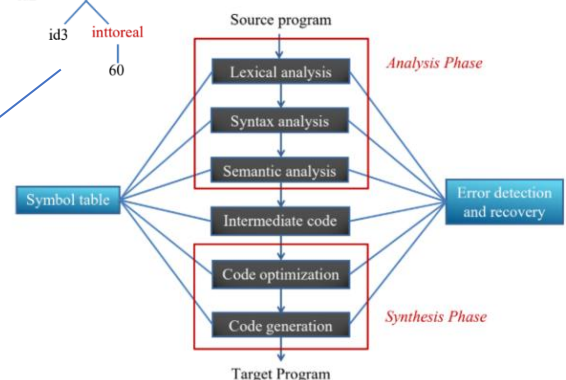 id3
inttoreal
60
Source program
Analysis Phase
Lexical analysis
Syntax analysis
Semantic analysis
Symbol table
Error detection
and recovery
Intermediate code
Code optimization
Code generation
Synthesis Phase
Target Program